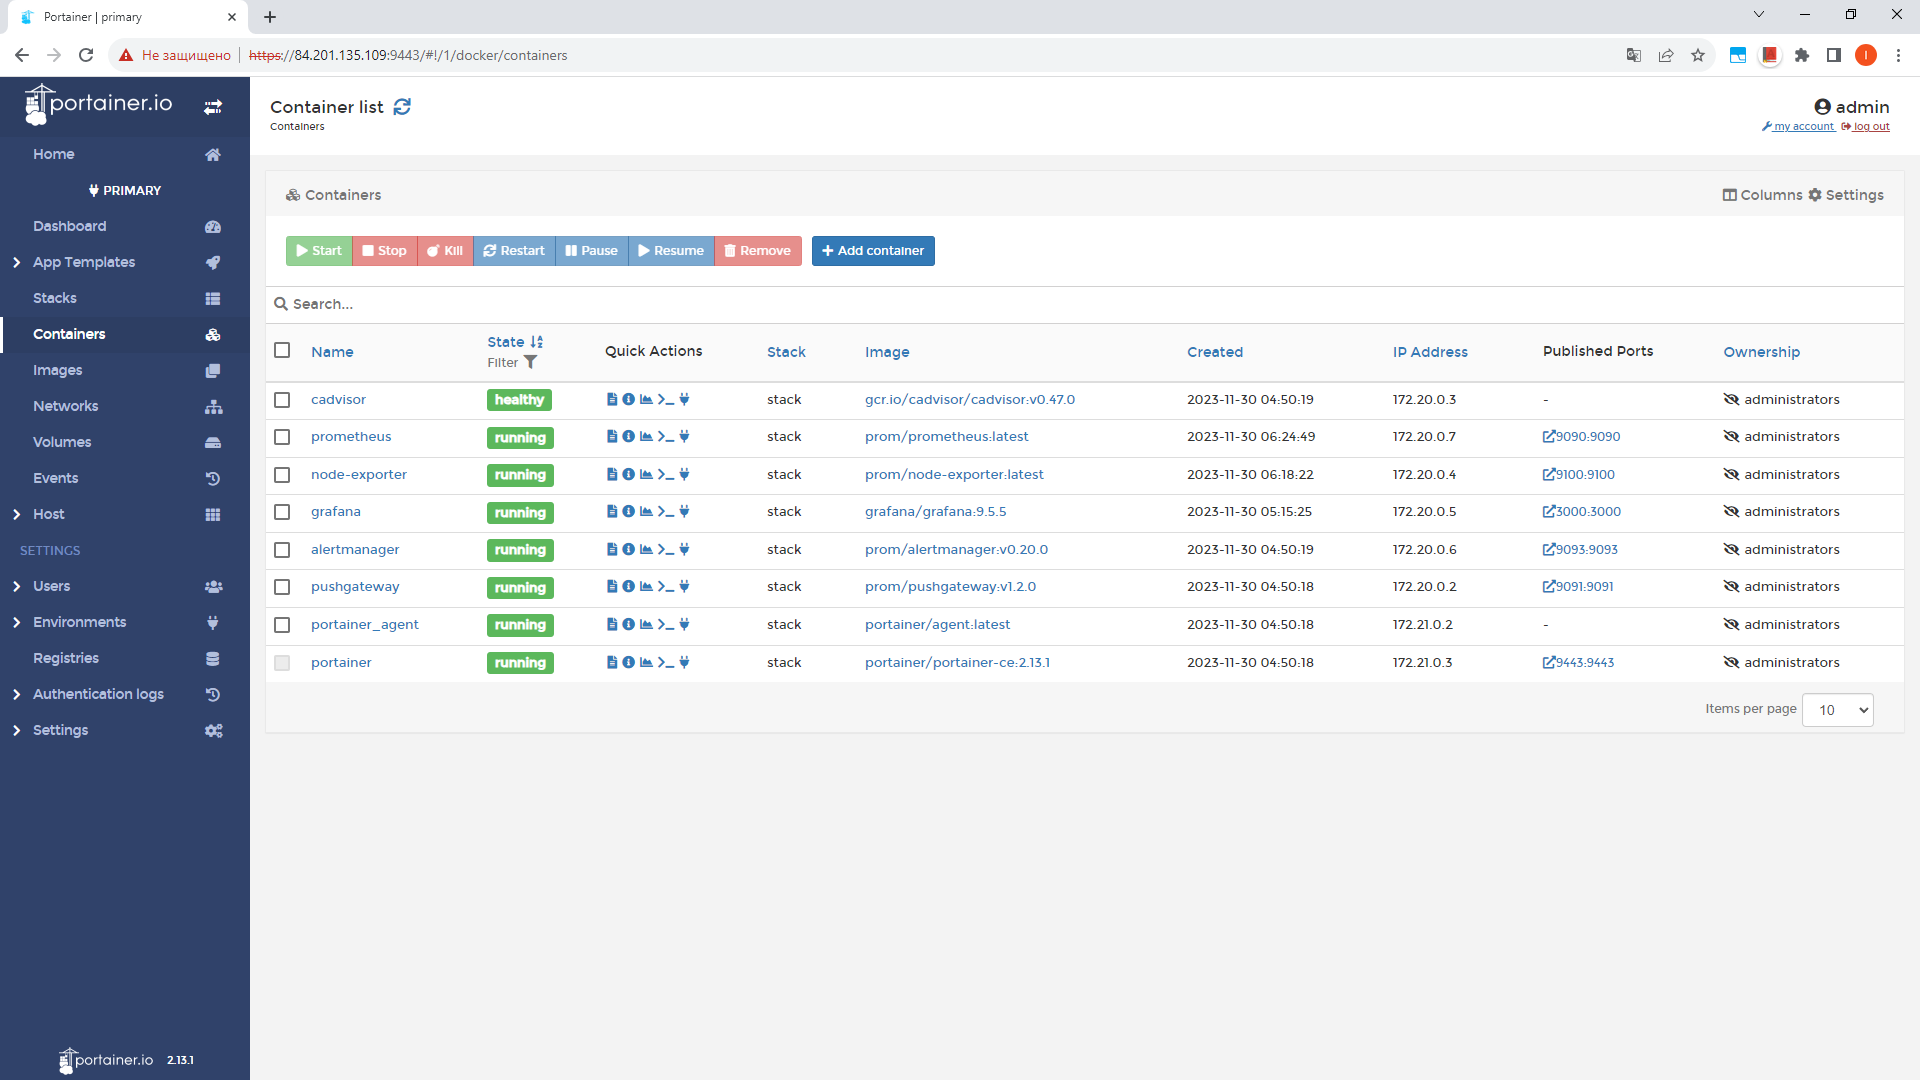 Portainer | primary
Не защищено https://84.201.135.109:9443/#!/1/docker/containers
I
portainer.io
Home
PRIMARY
Dashboard
App Templates
Stacks
Containers
Images
Networks
Volumes
Events
Host
SETTINGS
Users
Environments
Registries
Authentication logs
Settings
portainer.io 2.13.1
Container list
Containers
admin
my account log out
Containers
Columns Settings
Start Stop Kill Restart Pause Resume Remove Add container
Search...
Name State Filter Quick Actions Stack Image Created IP Address Published Ports Ownership
cadvisor healthy stack gcr.io/cadvisor/cadvisor:v0.47.0 2023-11-30 04:50:19 172.20.0.3 - administrators
prometheus running stack prom/prometheus:latest 2023-11-30 06:24:49 172.20.0.7 9090:9090 administrators
node-exporter running stack prom/node-exporter:latest 2023-11-30 06:18:22 172.20.0.4 9100:9100 administrators
grafana running stack grafana/grafana:9.5.5 2023-11-30 05:15:25 172.20.0.5 3000:3000 administrators
alertmanager running stack prom/alertmanager:v0.20.0 2023-11-30 04:50:19 172.20.0.6 9093:9093 administrators
pushgateway running stack prom/pushgateway:v1.2.0 2023-11-30 04:50:18 172.20.0.2 9091:9091 administrators
portainer_agent running stack portainer/agent:latest 2023-11-30 04:50:18 172.21.0.2 - administrators
portainer running stack portainer/portainer-ce:2.13.1 2023-11-30 04:50:18 172.21.0.3 9443:9443 administrators
Items per page 10